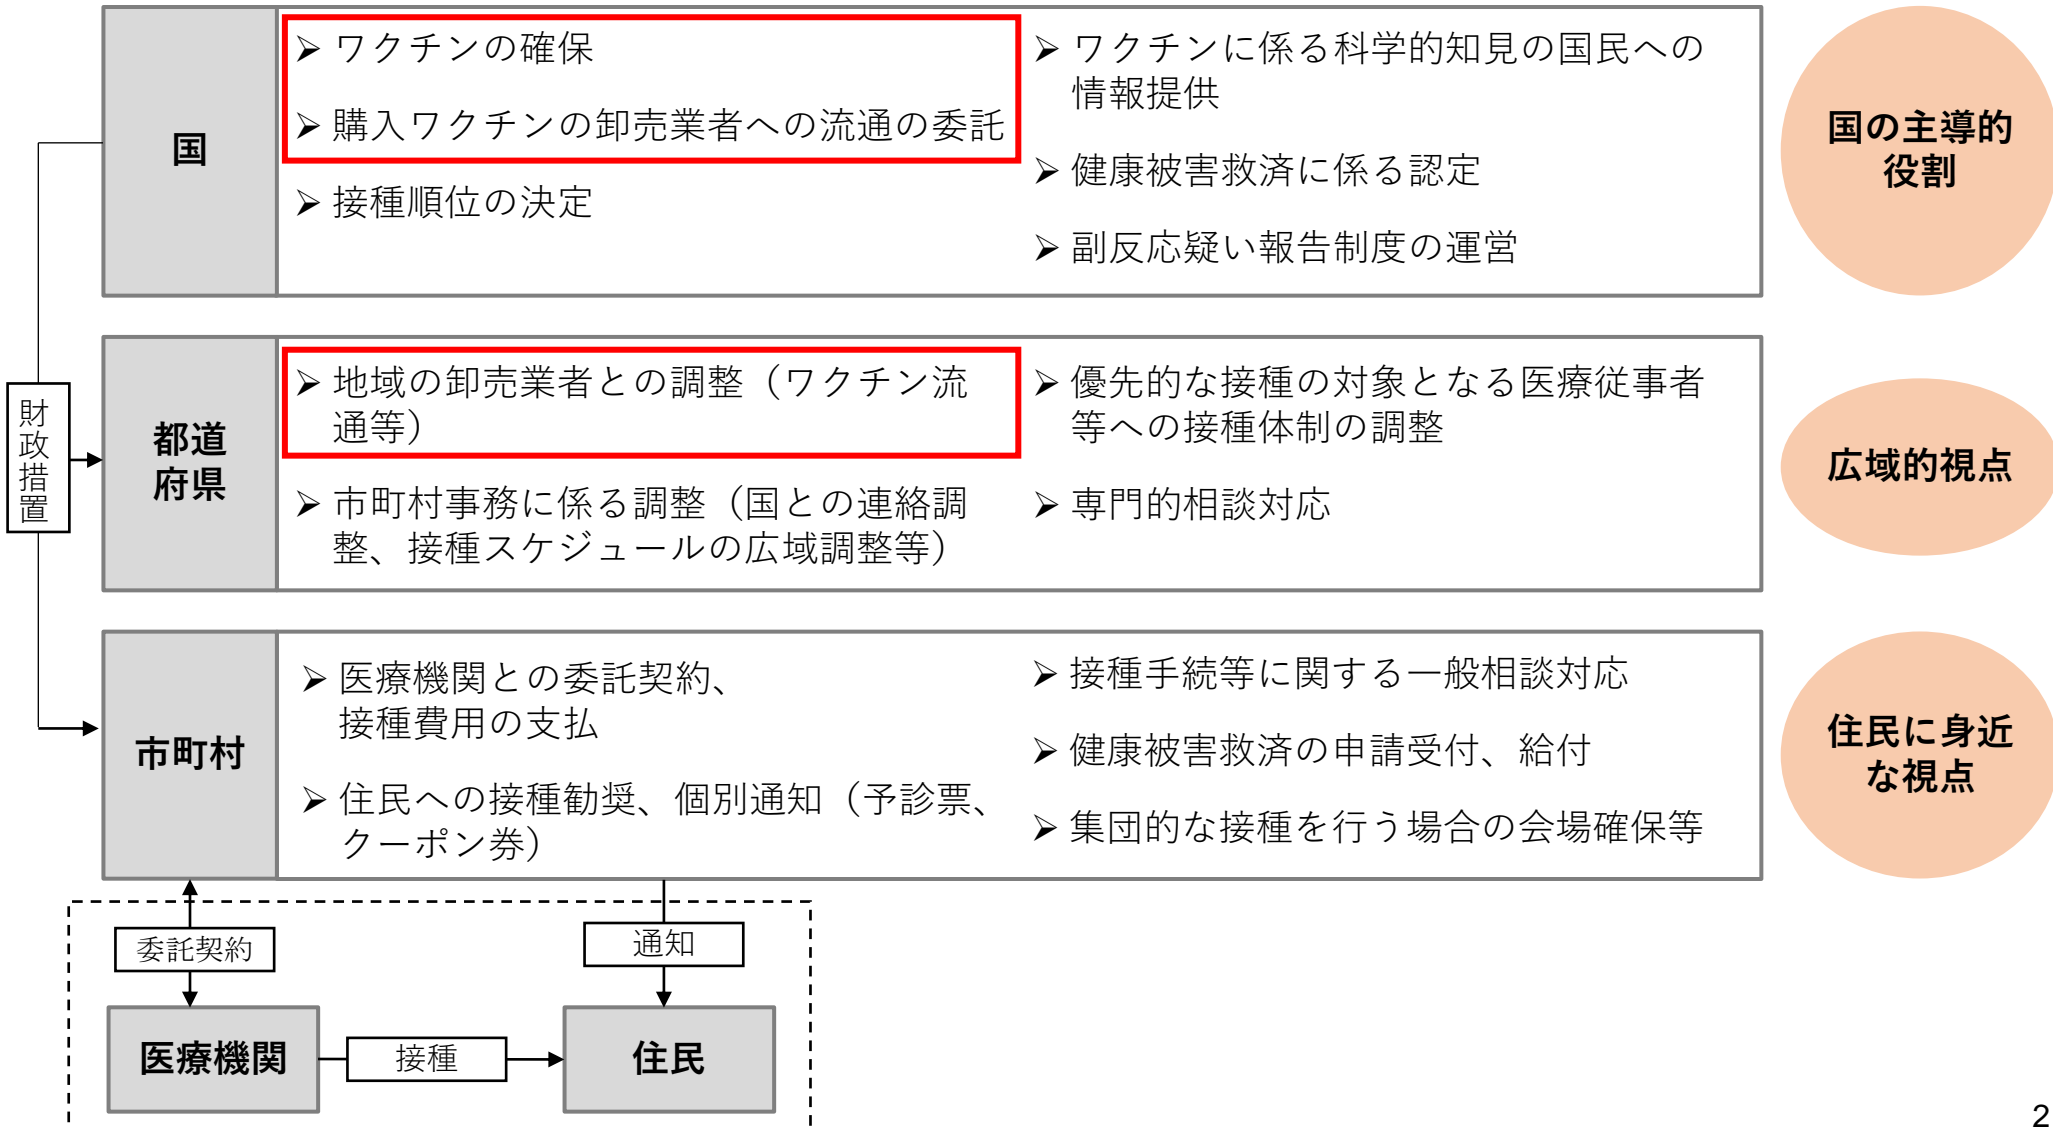 国
➢ ワクチンの確保
➢ 購入ワクチンの卸売業者への流通の委託
➢ 接種順位の決定
➢ ワクチンに係る科学的知見の国民への
情報提供
➢ 健康被害救済に係る認定
➢ 副反応疑い報告制度の運営
国の主導的
役割
財政措置
都道
府県
➢ 地域の卸売業者との調整（ワクチン流
通等）
➢ 市町村事務に係る調整（国との連絡調
整、接種スケジュールの広域調整等）
➢ 優先的な接種の対象となる医療従事者
等への接種体制の調整
➢ 専門的相談対応
広域的視点
市町村
➢ 医療機関との委託契約、
接種費用の支払
➢ 住民への接種勧奨、個別通知（予診票、
クーポン券）
➢ 接種手続等に関する一般相談対応
➢ 健康被害救済の申請受付、給付
➢ 集団的な接種を行う場合の会場確保等
住民に身近
な視点
委託契約
通知
医療機関
接種
住民
2